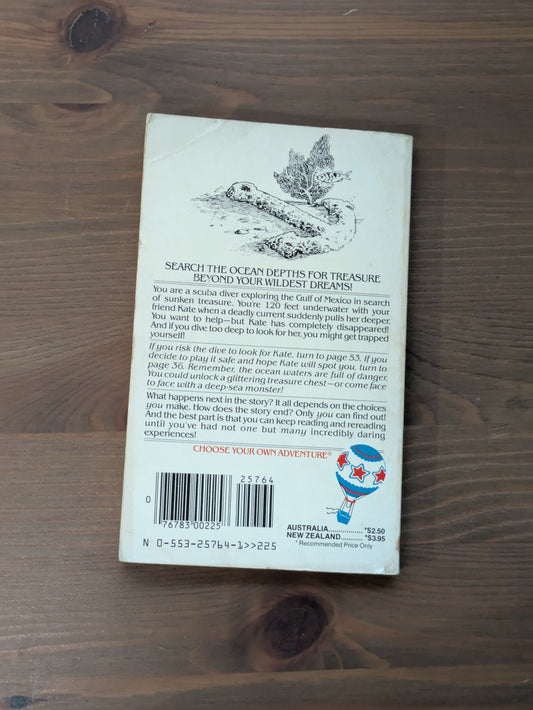 SEARCH THE OCEAN DEPTHS FOR TREASURE
BEYOND YOUR WILDEST DREAMS!
You are a scuba diver exploring the Gulf of Mexico in search
of sunken treasure. You're 120 feet underwater with your
friend Kate when a deadly current suddenly pulls her deeper.
You want to help—but Kate has completely disappeared!
And if you dive too deep to look for her, you might get trapped
yourself!
If you risk the dive to look for Kate, turn to page 53. If you
decide to play it safe and hope Kate will spot you, turn to
page 36. Remember, the ocean waters are full of danger.
You could unlock a glittering treasure chest—or come face
to face with a deep-sea monster!
What happens next in the story? It all depends on the choices
you make. How does the story end? Only you can find out!
And the best part is that you can keep reading and rereading
until you've had not one but many incredibly daring
experiences!
CHOOSE YOUR OWN ADVENTURE®
25764
0
76783 00225
N 0-553-25764-1>>225
AUSTRALIA................ *$2.50
NEW ZEALAND........... *$3.95
* Recommended Price Only